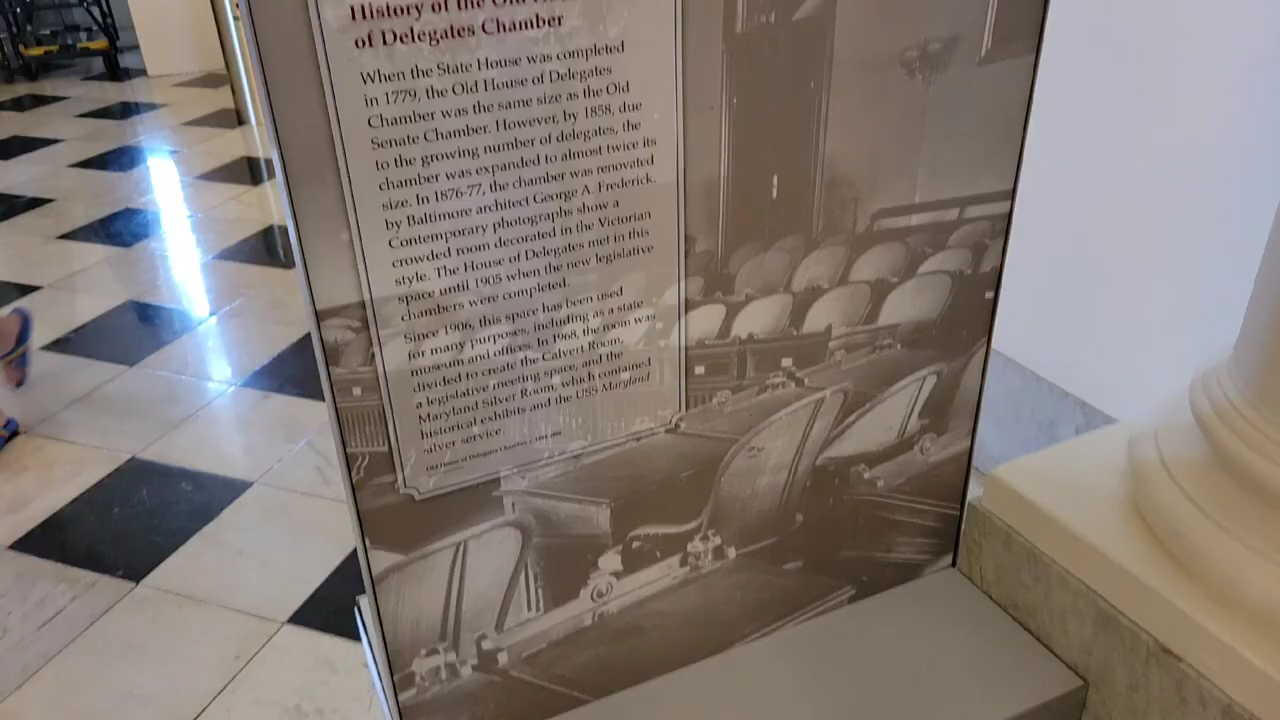 History of the Old
of Delegates Chamber
When the State House was completed
in 1779, the Old House of Delegates
Chamber was the same size as the Old
Senate Chamber. However, by 1858, due
to the growing number of delegates, the
chamber was expanded to almost twice its
size. In 1876-77, the chamber was renovated
by Baltimore architect George A. Frederick.
Contemporary photographs show a
crowded room decorated in the Victorian
style. The House of Delegates met in this
space until 1905 when the new legislative
chambers were completed.
Since 1906, this space has been used
for many purposes, including as a state
museum and offices. In 1968, the room was
divided to create the Calvert Room,
a legislative meeting space, and the
Maryland Silver Room, which contained
historical exhibits and the USS Maryland
silver service.
Old House of Delegates Chamber, c.